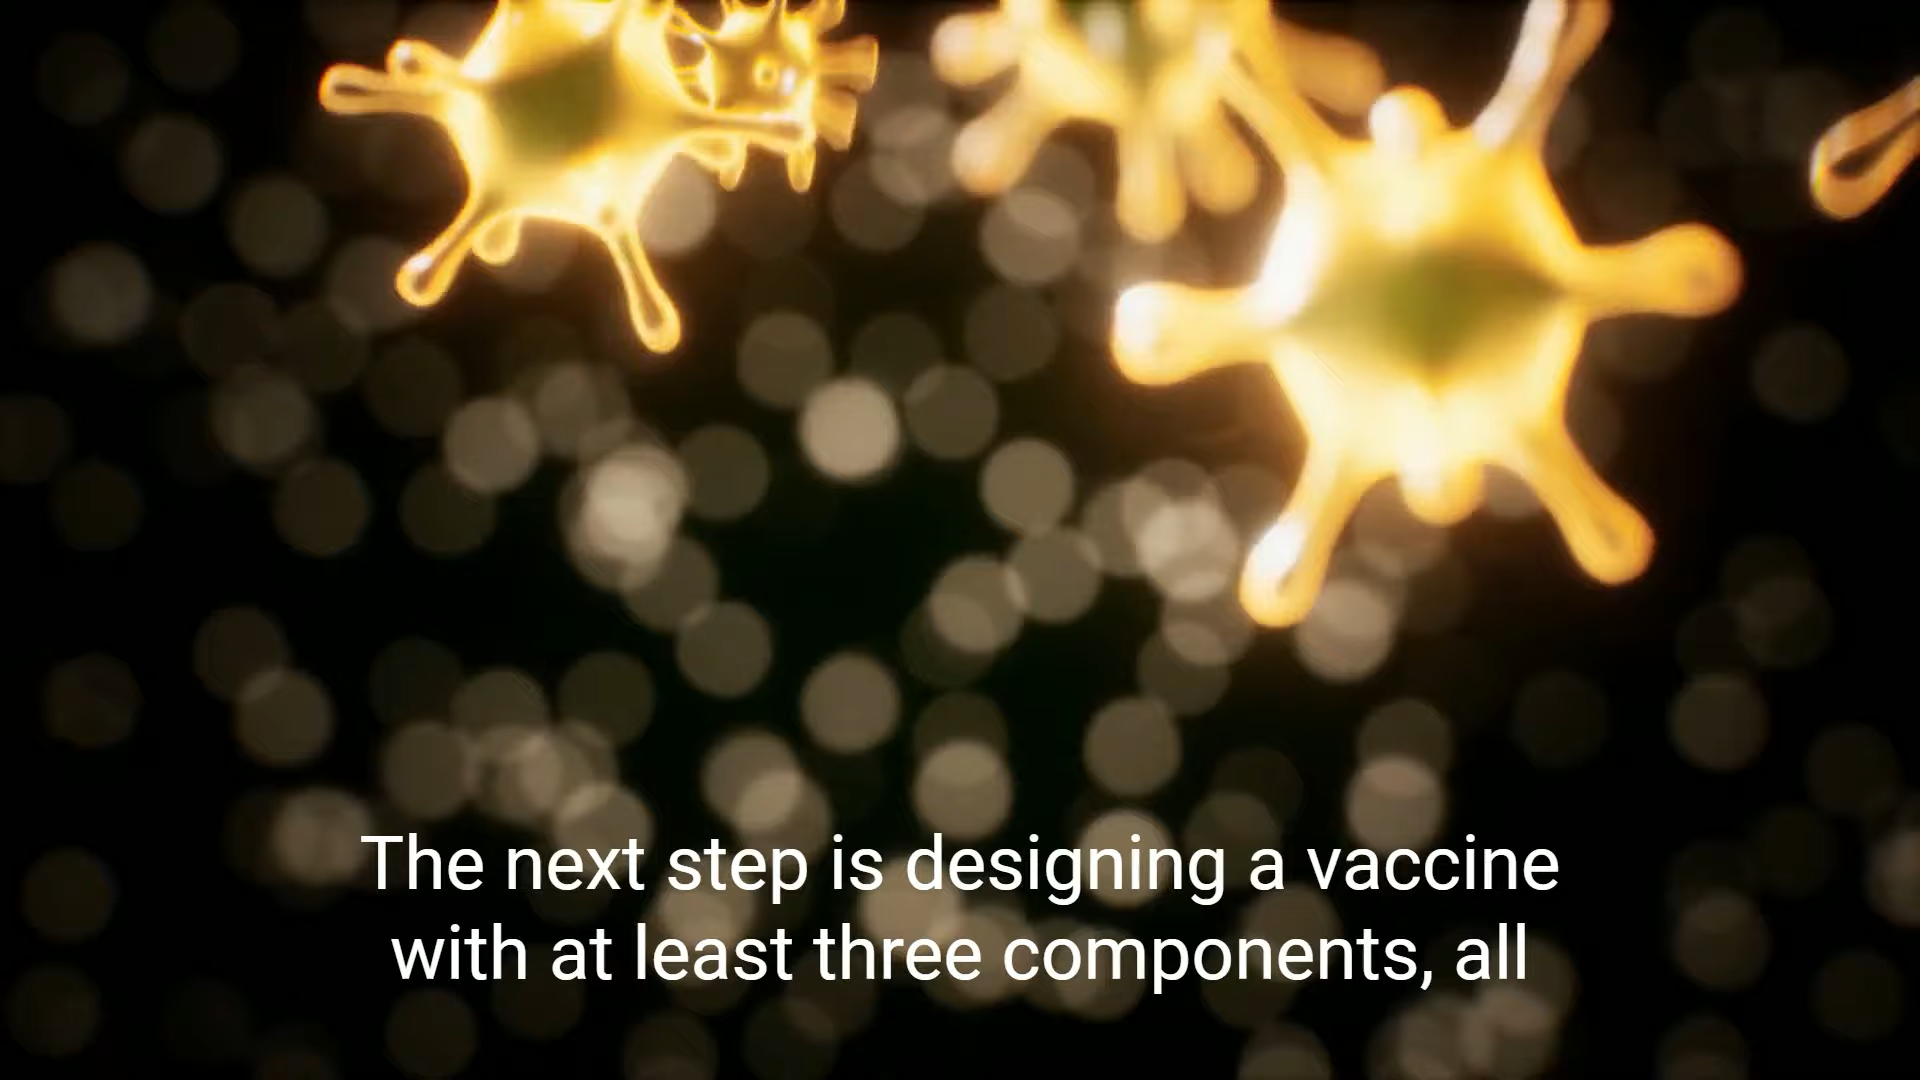 The next step is designing a vaccine
with at least three components, all